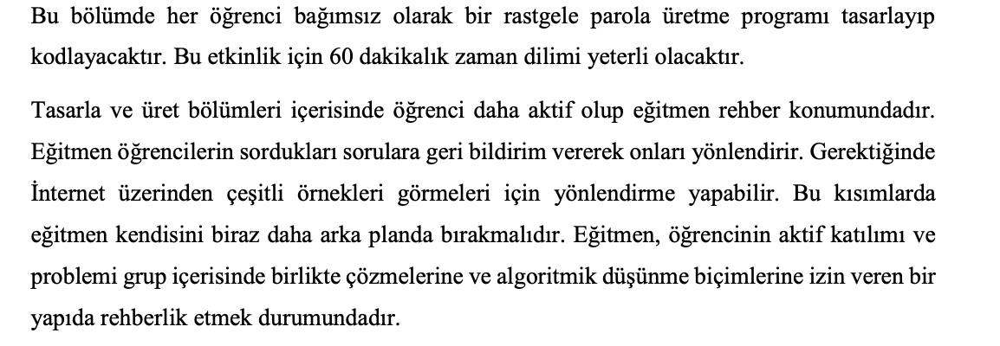 Bu bölümde her öğrenci bağımsız olarak bir rastgele parola üretme programı tasarlayıp
kodlayacaktır. Bu etkinlik için 60 dakikalık zaman dilimi yeterli olacaktır.
Tasarla ve üret bölümleri içerisinde öğrenci daha aktif olup eğitmen rehber konumundadır.
Eğitmen öğrencilerin sordukları sorulara geri bildirim vererek onları yönlendirir. Gerektiğinde
İnternet üzerinden çeşitli örnekleri görmeleri için yönlendirme yapabilir. Bu kısımlarda
eğitmen kendisini biraz daha arka planda bırakmalıdır. Eğitmen, öğrencinin aktif katılımı ve
problemi grup içerisinde birlikte çözmelerine ve algoritmik düşünme biçimlerine izin veren bir
yapıda rehberlik etmek durumundadır.